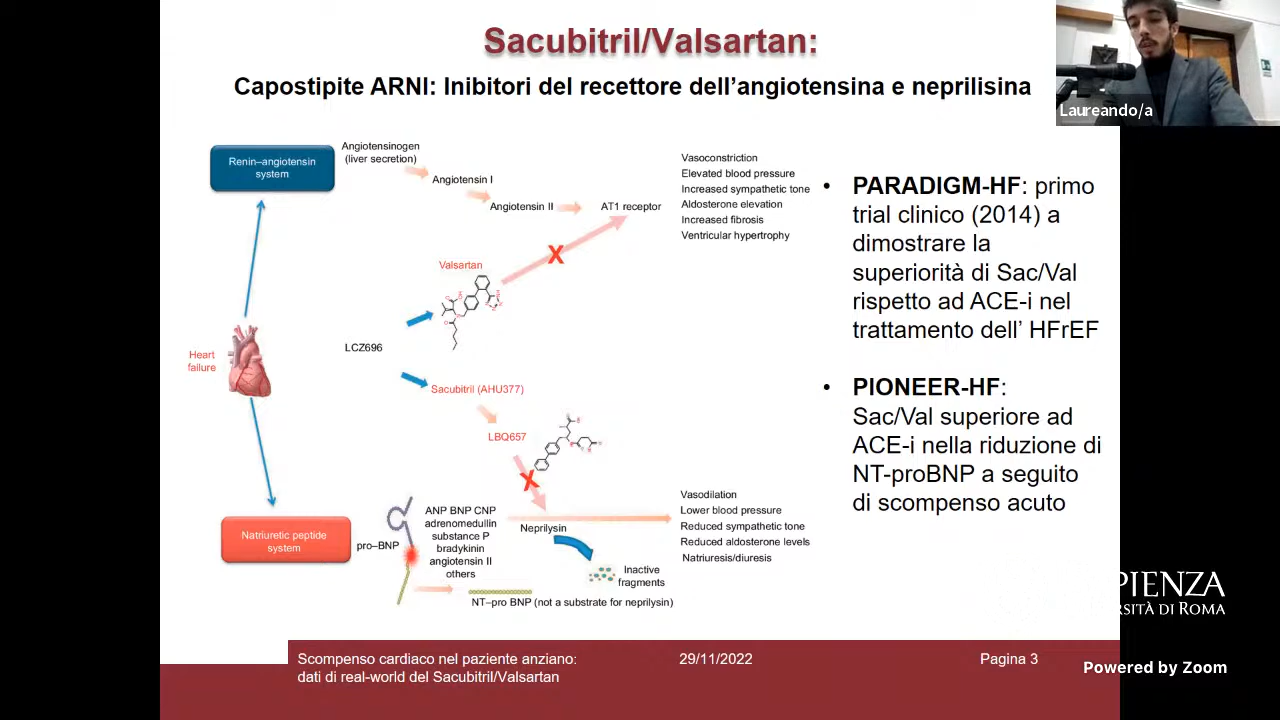 Sacubitril/Valsartan:
Capostipite ARNI: Inibitori del recettore dell'angiotensina e neprilisina
Laureando/a
Renin–angiotensin
system
Angiotensinogen
(liver secretion)
Angiotensin I
Angiotensin II
AT1 receptor
Vasoconstriction
Elevated blood pressure
Increased sympathetic tone
Aldosterone elevation
Increased fibrosis
Ventricular hypertrophy
X
Valsartan
LCZ696
Heart
failure
Sacubitril (AHU377)
LBQ657
X
Natriuretic peptide
system
pro–BNP
ANP BNP CNP
adrenomedullin
substance P
bradykinin
angiotensin II
others
Neprilysin
Vasodilation
Lower blood pressure
Reduced sympathetic tone
Reduced aldosterone levels
Natriuresis/diuresis
Inactive
fragments
NT–pro BNP (not a substrate for neprilysin)
• PARADIGM-HF: primo
trial clinico (2014) a
dimostrare la
superiorità di Sac/Val
rispetto ad ACE-i nel
trattamento dell’ HFrEF
• PIONEER-HF:
Sac/Val superiore ad
ACE-i nella riduzione di
NT-proBNP a seguito
di scompenso acuto
PIENZA
RSITÀ DI ROMA
Scompenso cardiaco nel paziente anziano:
dati di real-world del Sacubitril/Valsartan
29/11/2022
Pagina 3
Powered by Zoom